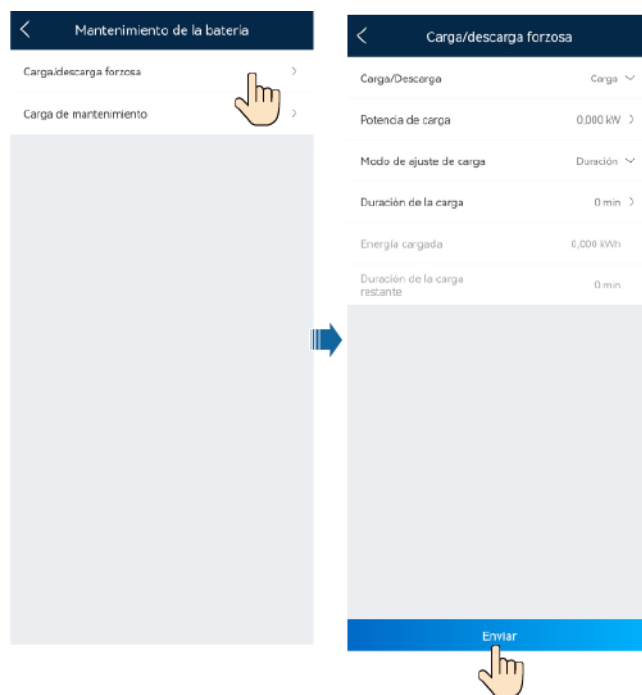 Mantenimiento de la batería
Carga/descarga forzosa
Carga de mantenimiento
Carga/descarga forzosa
Carga/Descarga Carga
Potencia de carga 0,000 kW
Modo de ajuste de carga Duración
Duración de la carga 0 min
Energía cargada 0,000 kWh
Duración de la carga
restante 0 min
Enviar